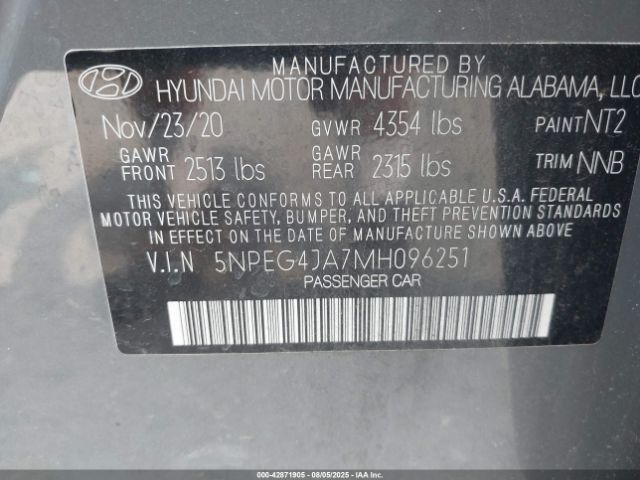 MANUFACTURED BY
HYUNDAI MOTOR MANUFACTURING ALABAMA, LLC
Nov/23/20 GVWR 4354 lbs PAINT NT2
GAWR FRONT 2513 lbs GAWR REAR 2315 lbs TRIM NNB
THIS VEHICLE CONFORMS TO ALL APPLICABLE U.S.A. FEDERAL
MOTOR VEHICLE SAFETY, BUMPER, AND THEFT PREVENTION STANDARDS
IN EFFECT ON THE DATE OF MANUFACTURE SHOWN ABOVE.
V.I.N 5NPEG4JA7MH096251
PASSENGER CAR
000-42871905 - 08/05/2025 - IAAI.COM